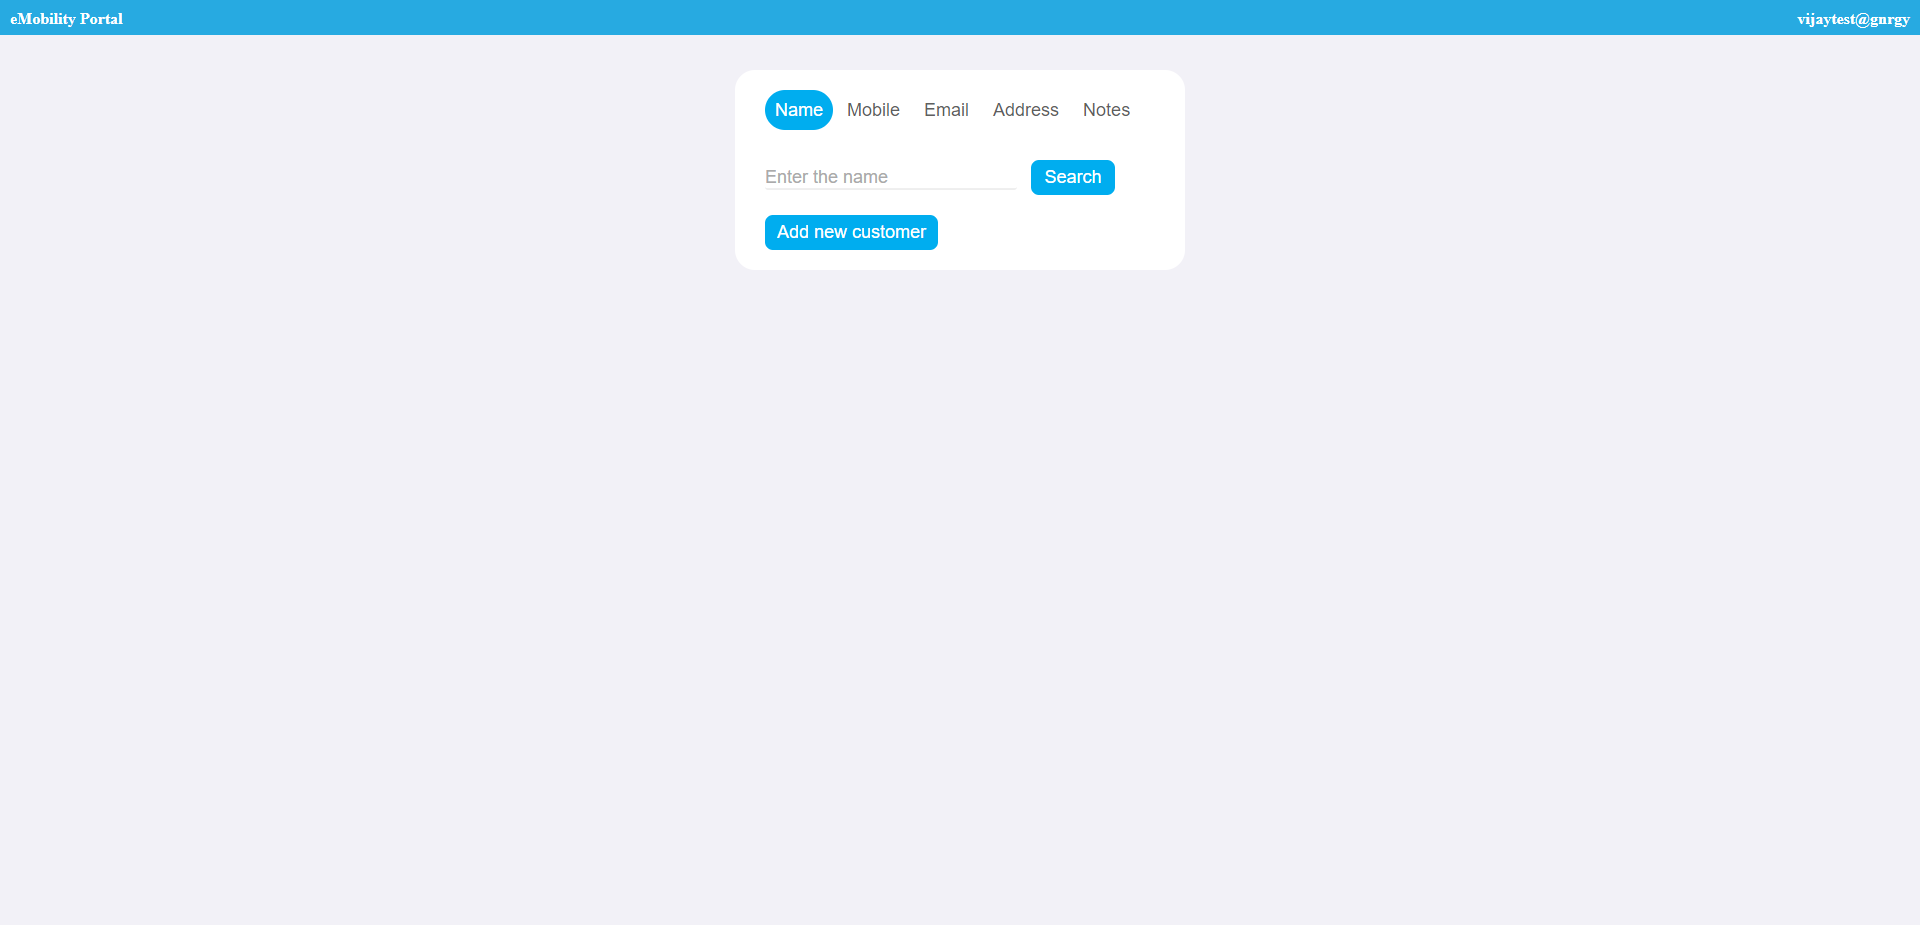 eMobility Portal
vijaytest@gnrgy
Name Mobile Email Address Notes
Enter the name Search
Add new customer